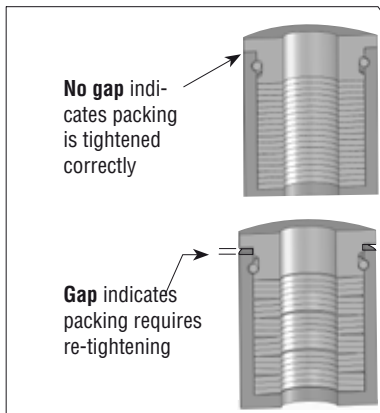 No gap indi-
cates packing
is tightened
correctly
Gap indicates
packing requires
re-tightening